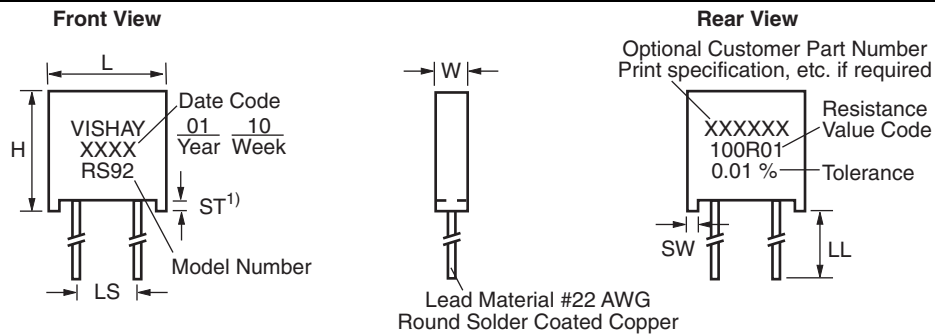 Front View
L
H
VISHAY
XXXX
RS92
Date Code
01 10
Year Week
ST1)
Model Number
LS
W
Lead Material #22 AWG
Round Solder Coated Copper
Rear View
Optional Customer Part Number
Print specification, etc. if required
XXXXXX
100R01
0.01 %
Resistance
Value Code
Tolerance
SW
LL